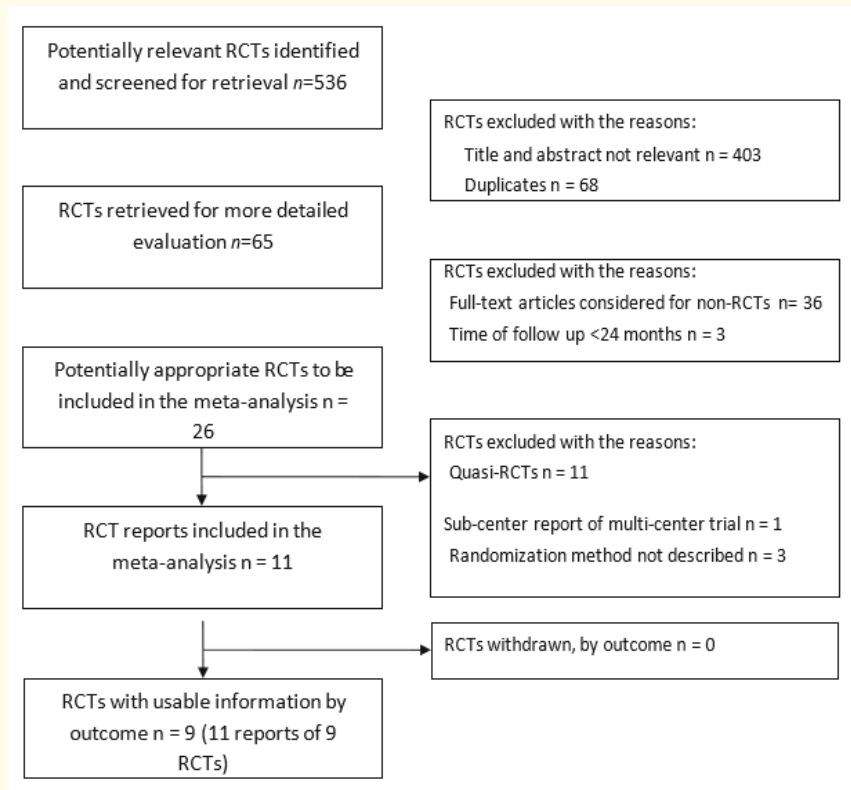 Potentially relevant RCTs identified
and screened for retrieval n=536
RCTs excluded with the reasons:
Title and abstract not relevant n = 403
Duplicates n = 68
RCTs retrieved for more detailed
evaluation n=65
RCTs excluded with the reasons:
Full-text articles considered for non-RCTs n= 36
Time of follow up <24 months n = 3
Potentially appropriate RCTs to be
included in the meta-analysis n =
26
RCTs excluded with the reasons:
Quasi-RCTs n = 11
Sub-center report of multi-center trial n = 1
Randomization method not described n = 3
RCT reports included in the
meta-analysis n = 11
RCTs withdrawn, by outcome n = 0
RCTs with usable information by
outcome n = 9 (11 reports of 9
RCTs)